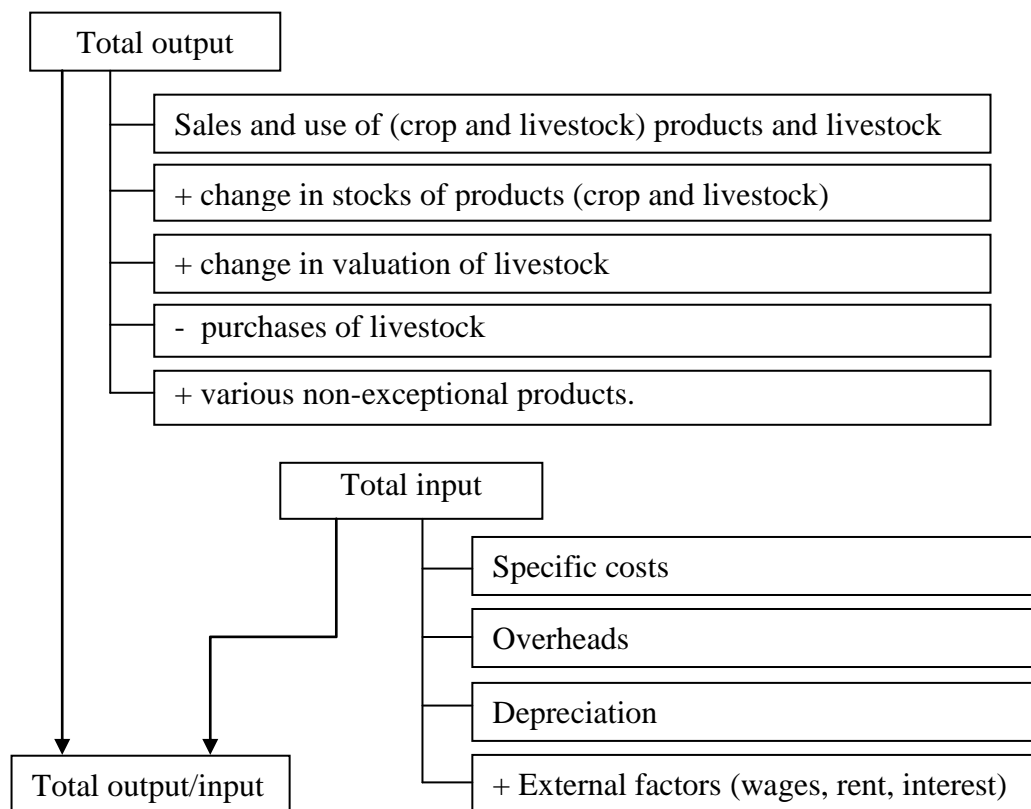 Total output
Sales and use of (crop and livestock) products and livestock
+ change in stocks of products (crop and livestock)
+ change in valuation of livestock
- purchases of livestock
+ various non-exceptional products.
Total input
Specific costs
Overheads
Depreciation
+ External factors (wages, rent, interest)
Total output/input